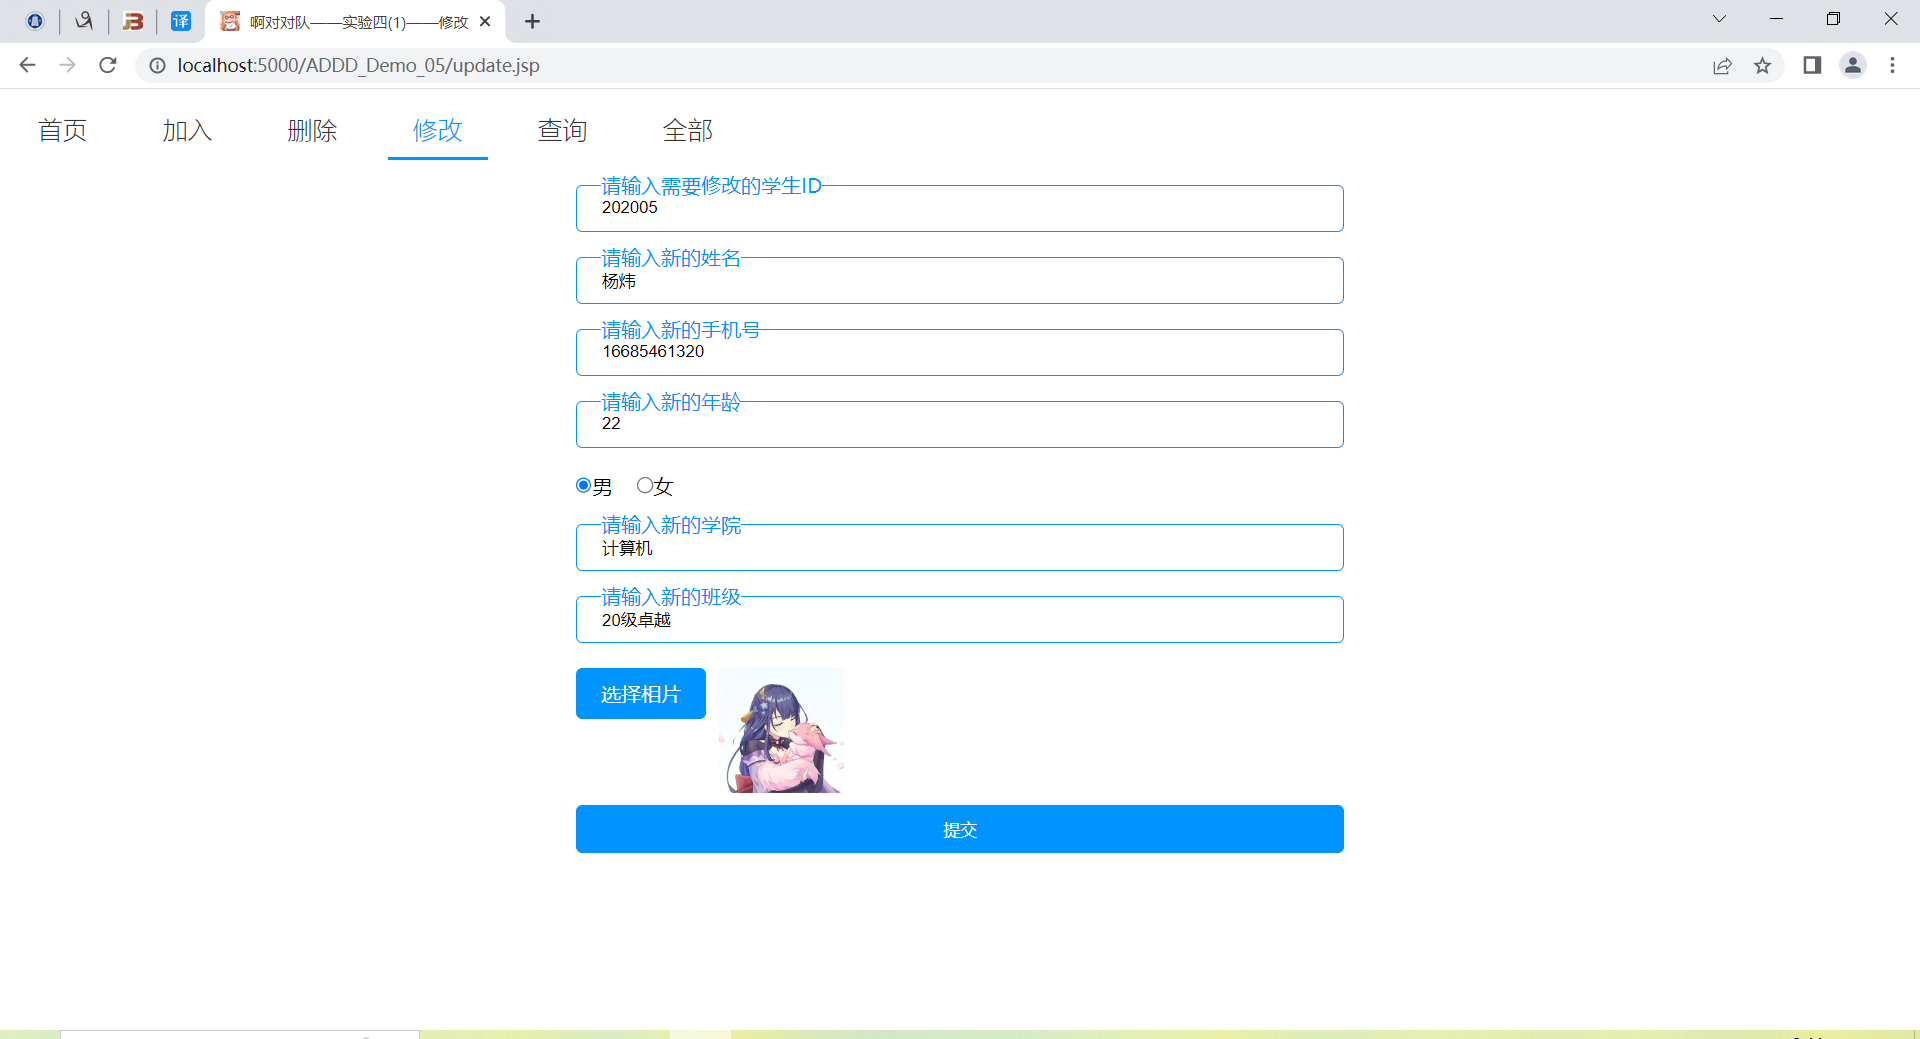 译
啊对对队——实验四(1)——修改
localhost:5000/ADDD_Demo_05/update.jsp
首页 加入 删除 修改 查询 全部
请输入需要修改的学生ID
202005
请输入新的姓名
杨炜
请输入新的手机号
16685461320
请输入新的年龄
22
男 女
请输入新的学院
计算机
请输入新的班级
20级卓越
选择相片
提交